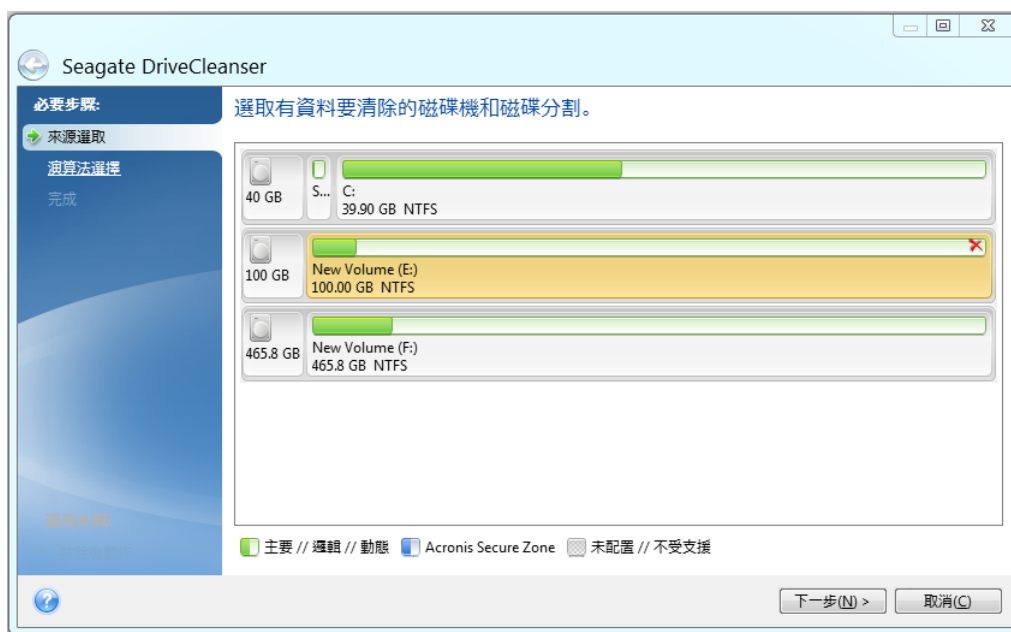 Seagate DriveCleanser
必要步驟:
來源選取
演算法選擇
完成
選取有資料要清除的磁碟機和磁碟分割。
40 GB
S...
C:
39.90 GB NTFS
100 GB
New Volume (E:)
100.00 GB NTFS
465.8 GB
New Volume (F:)
465.8 GB NTFS
主要 // 邏輯 // 動態 Acronis Secure Zone 未配置 // 不受支援
下一步(N) >
取消(C)